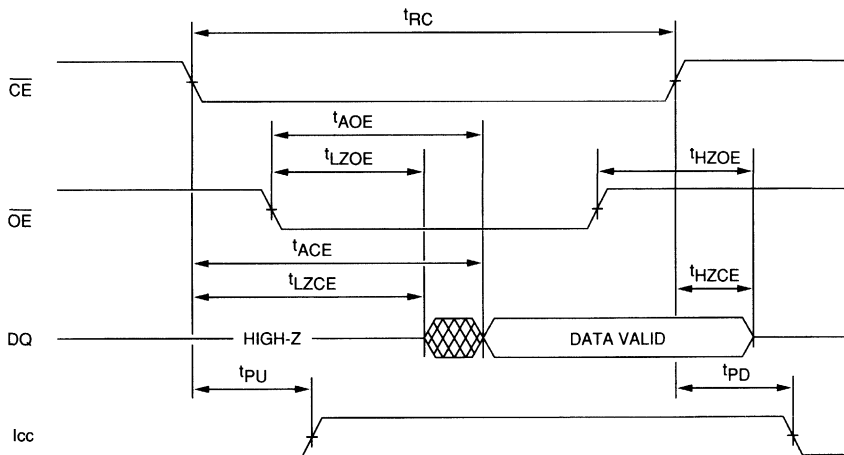 tRC
CE
tAOE
tLZOE
tHZOE
OE
tACE
tLZCE
tHZCE
DQ
HIGH-Z
DATA VALID
tPU
tPD
Icc